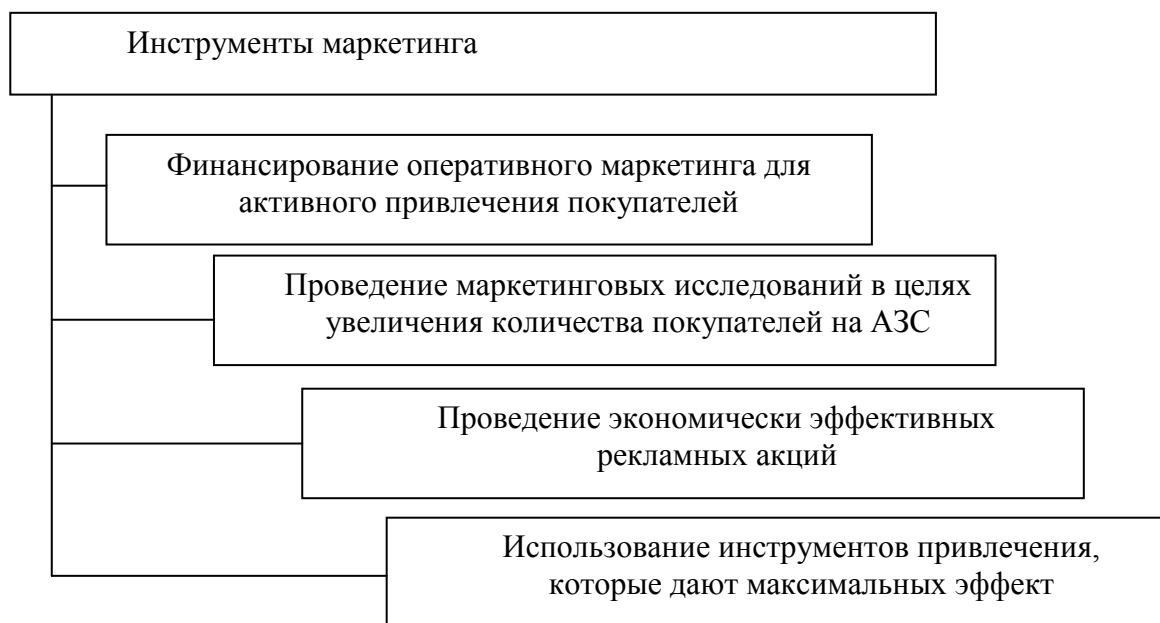 Инструменты маркетинга
Финансирование оперативного маркетинга для
активного привлечения покупателей
Проведение маркетинговых исследований в целях
увеличения количества покупателей на АЗС
Проведение экономически эффективных
рекламных акций
Использование инструментов привлечения,
которые дают максимальных эффект